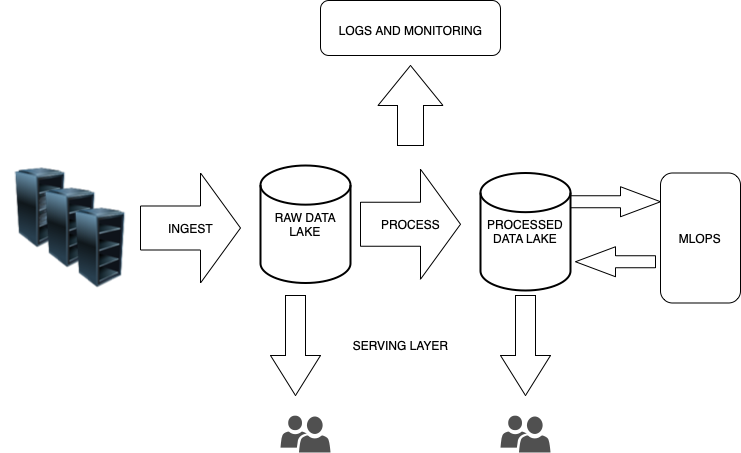 LOGS AND MONITORING
INGEST
RAW DATA
LAKE
PROCESS
PROCESSED
DATA LAKE
MLOPS
SERVING LAYER